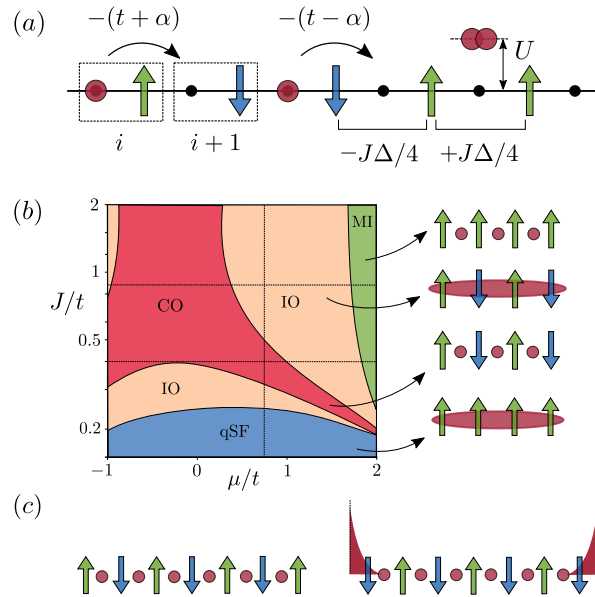 (a)
−(t + α)
−(t − α)
U
i
i + 1
−JΔ/4
+JΔ/4
(b)
J/t
2
1
0.5
0.2
CO
IO
MI
IO
qSF
−1
0
1
2
μ/t
(c)